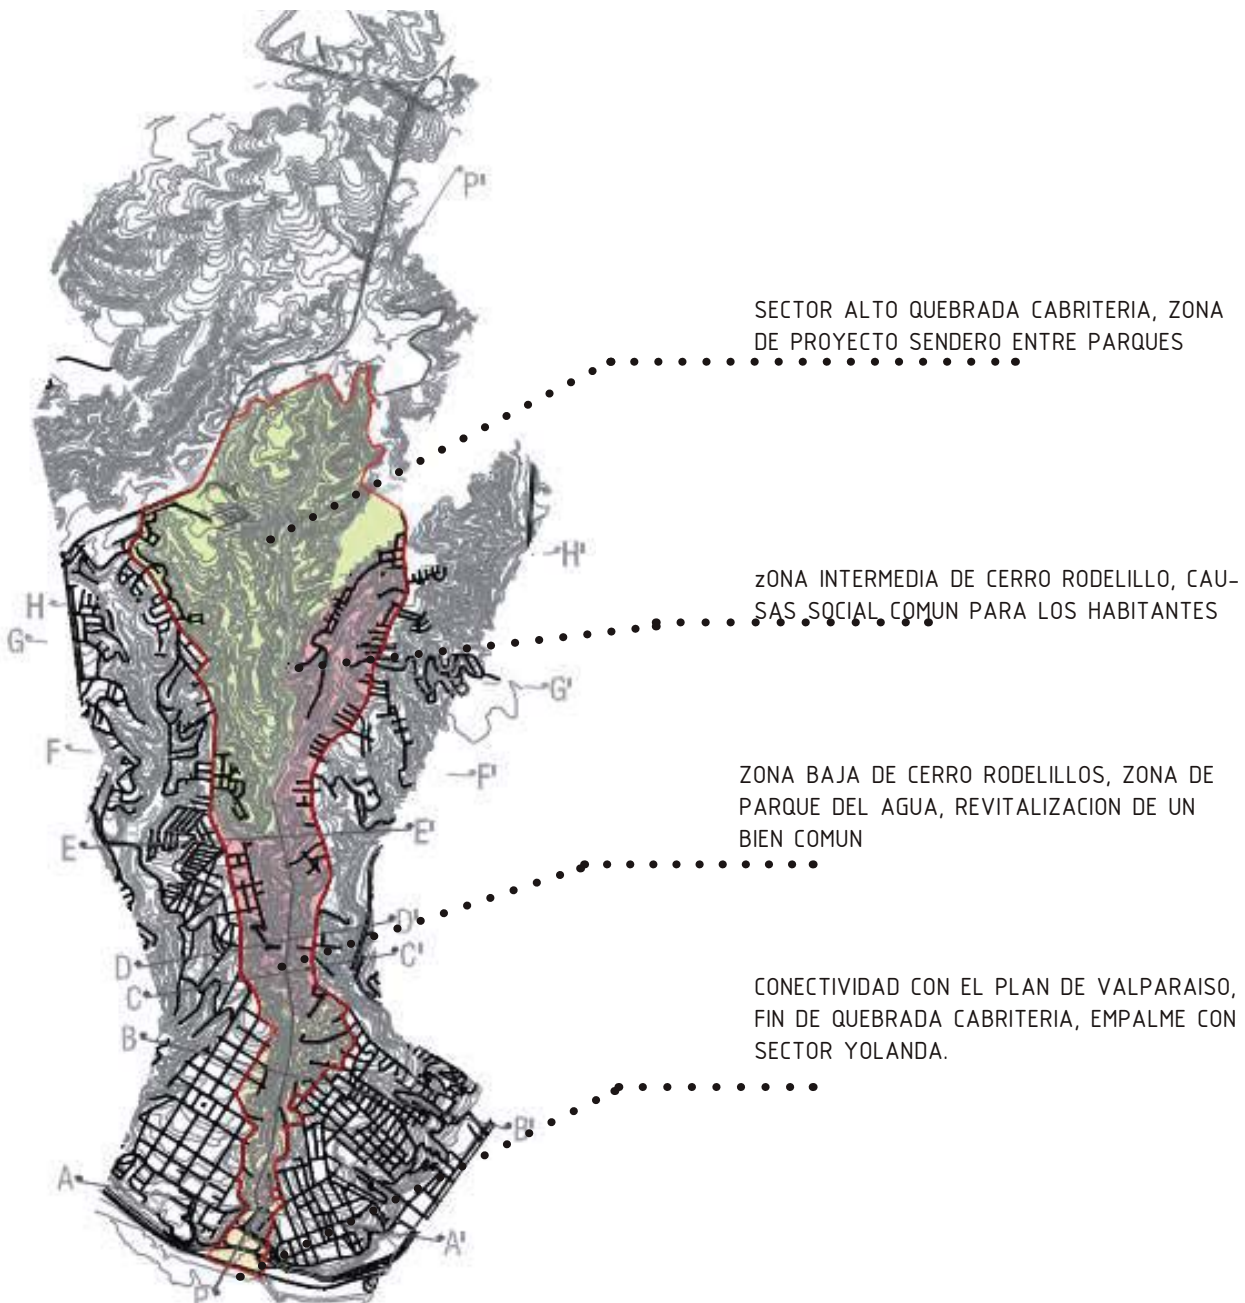 P'
SECTOR ALTO QUEBRADA CABRITERIA, ZONA
DE PROYECTO SENDERO ENTRE PARQUES
H'
zONA INTERMEDIA DE CERRO RODELILLO, CAU-
SAS SOCIAL COMUN PARA LOS HABITANTES
H
G
G'
F
F'
ZONA BAJA DE CERRO RODELILLOS, ZONA DE
PARQUE DEL AGUA, REVITALIZACION DE UN
BIEN COMUN
E'
E
D'
D
C'
C
CONECTIVIDAD CON EL PLAN DE VALPARAISO,
FIN DE QUEBRADA CABRITERIA, EMPALME CON
SECTOR YOLANDA.
B
B'
A
A'
P